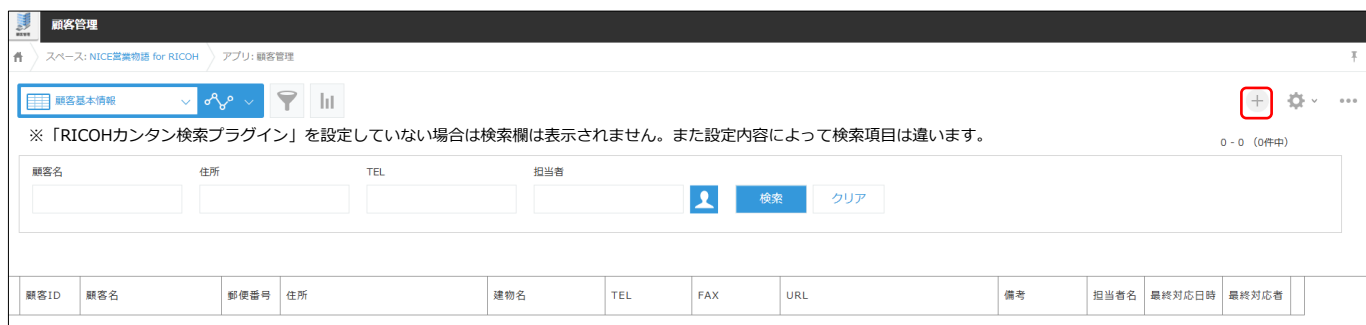 顧客管理
スペース: NICE営業物語 for RICOH アプリ: 顧客管理
顧客基本情報
※「RICOHカンタン検索プラグイン」を設定していない場合は検索欄は表示されません。また設定内容によって検索項目は違います。
0 - 0 (0件中)
顧客名 住所 TEL 担当者
検索 クリア
顧客ID 顧客名 郵便番号 住所 建物名 TEL FAX URL 備考 担当者名 最終対応日時 最終対応者